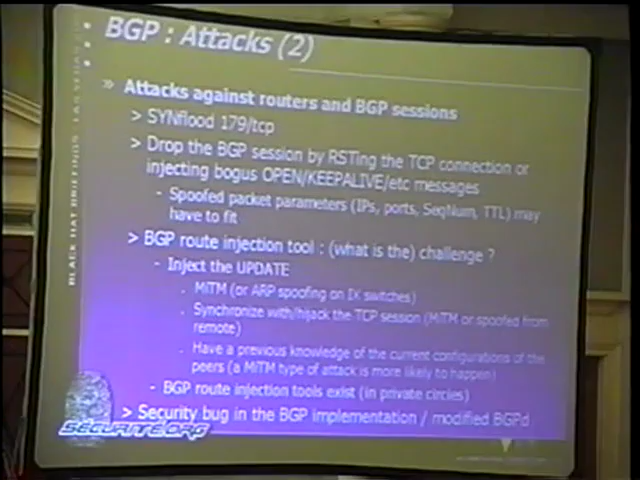 BGP : Attacks (2)
» Attacks against routers and BGP sessions
> SYNflood 179/tcp
> Drop the BGP session by RSTing the TCP connection or
injecting bogus OPEN/KEEPALIVE/etc messages
- Spoofed packet parameters (IPs, ports, SeqNum, TTL) may
have to fit
> BGP route injection tool : (what is the) challenge ?
- Inject the UPDATE
. MiTM (or ARP spoofing on IX switches)
. Synchronize with/hijack the TCP session (MiTM or spoofed from
remote)
. Have a previous knowledge of the current configurations of the
peers (a MiTM type of attack is more likely to happen)
- BGP route injection tools exist (in private circles)
> Security bug in the BGP implementation / modified BGPd
BLACK HAT BRIEFINGS
SÉCURITÉ.ORG